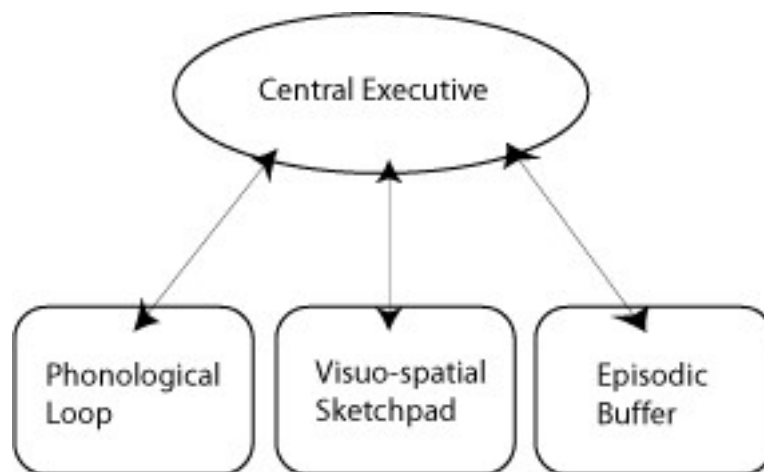 Central Executive
Phonological
Loop
Visuo-spatial
Sketchpad
Episodic
Buffer